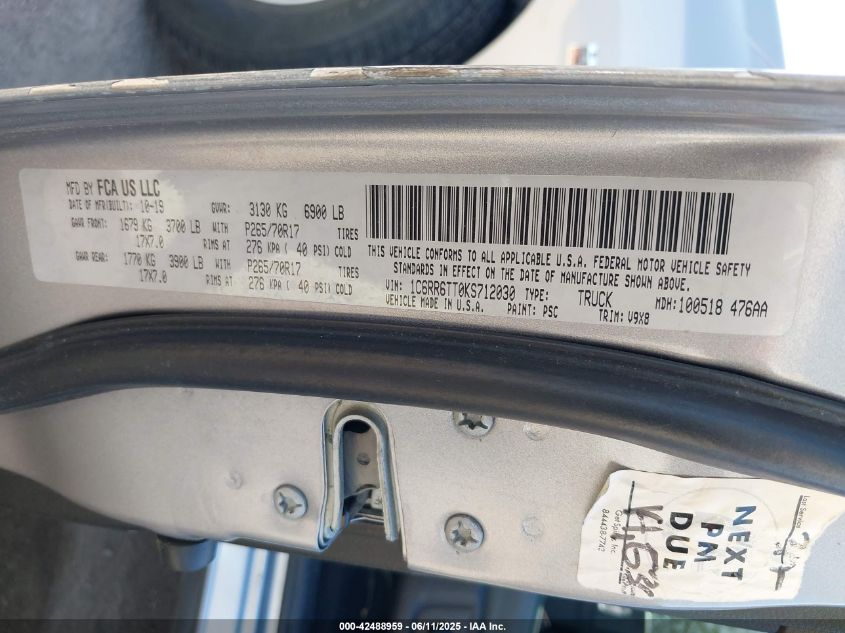 MFD BY FCA US LLC
DATE OF MFR(BUILT): 10-19 GVWR: 3130 KG 6900 LB
GAWR FRONT: 1679 KG 3700 LB WITH P265/70R17 TIRES
17X7.0 RIMS AT 276 KPA ( 40 PSI) COLD
GAWR REAR: 1770 KG 3900 LB WITH P265/70R17 TIRES
17X7.0 RIMS AT 276 KPA ( 40 PSI) COLD
THIS VEHICLE CONFORMS TO ALL APPLICABLE U.S.A. FEDERAL MOTOR VEHICLE SAFETY
STANDARDS IN EFFECT ON THE DATE OF MANUFACTURE SHOWN ABOVE.
VIN: 1C6RR6TT0KS712030 TYPE: TRUCK MDH: 100518 476AA
VEHICLE MADE IN U.S.A. PAINT: PSC TRIM: V9X8
NEXT
PM
DUE
Last Service
000-42488959 - 06/11/2025 - IAA Inc.